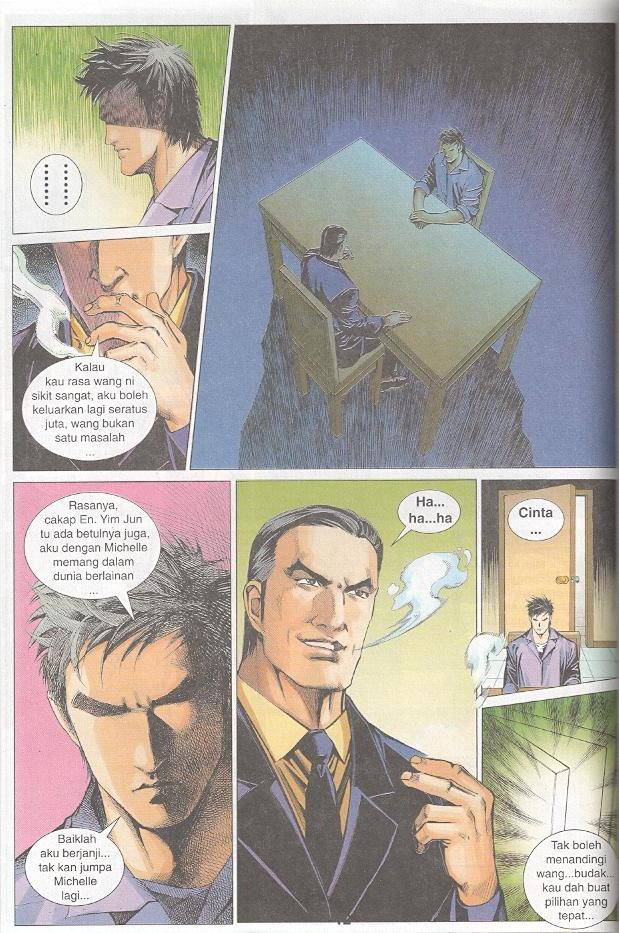 Kalau
kau rasa wang ni
sikit sangat, aku boleh
keluarkan lagi seratus
juta, wang bukan
satu masalah
...
Rasanya,
cakap En. Yim Jun
tu ada betulnya juga,
aku dengan Michelle
memang dalam
dunia berlainan
...
Baiklah
aku berjanji...
tak kan jumpa
Michelle
lagi...
Ha...
ha...ha
Cinta
...
Tak boleh
menandingi
wang...budak...
kau dah buat
pilihan yang
tepat...